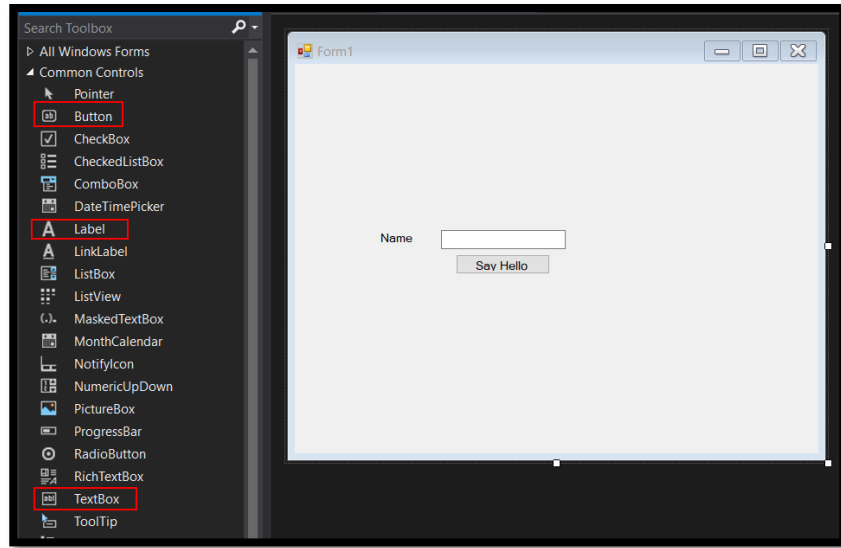 Search Toolbox
All Windows Forms
Common Controls
Pointer
Button
CheckBox
CheckedListBox
ComboBox
DateTimePicker
Label
LinkLabel
ListBox
ListView
MaskedTextBox
MonthCalendar
NotifyIcon
NumericUpDown
PictureBox
ProgressBar
RadioButton
RichTextBox
TextBox
ToolTip
Form1
Name
Say Hello